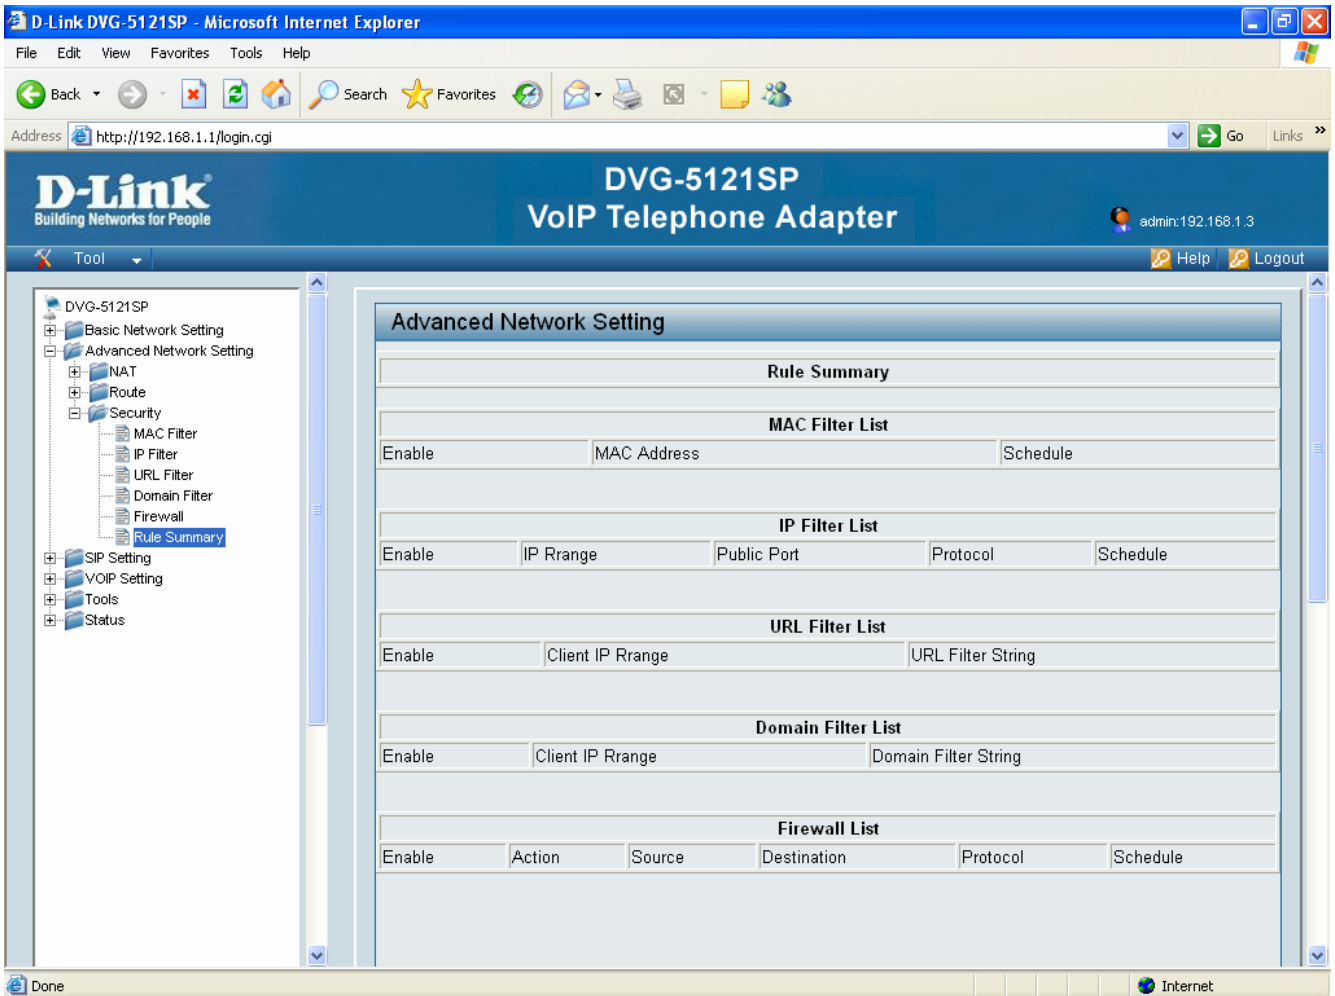 D-Link DVG-5121SP - Microsoft Internet Explorer
File Edit View Favorites Tools Help
Back Search Favorites
Address http://192.168.1.1/login.cgi Go Links »
D-Link
Building Networks for People
DVG-5121SP
VoIP Telephone Adapter
admin:192.168.1.3
Tool Help Logout
DVG-5121SP
Basic Network Setting
Advanced Network Setting
NAT
Route
Security
MAC Filter
IP Filter
URL Filter
Domain Filter
Firewall
Rule Summary
SIP Setting
VOIP Setting
Tools
Status
Advanced Network Setting
Rule Summary
MAC Filter List
Enable MAC Address Schedule
IP Filter List
Enable IP Rrange Public Port Protocol Schedule
URL Filter List
Enable Client IP Rrange URL Filter String
Domain Filter List
Enable Client IP Rrange Domain Filter String
Firewall List
Enable Action Source Destination Protocol Schedule
Done Internet